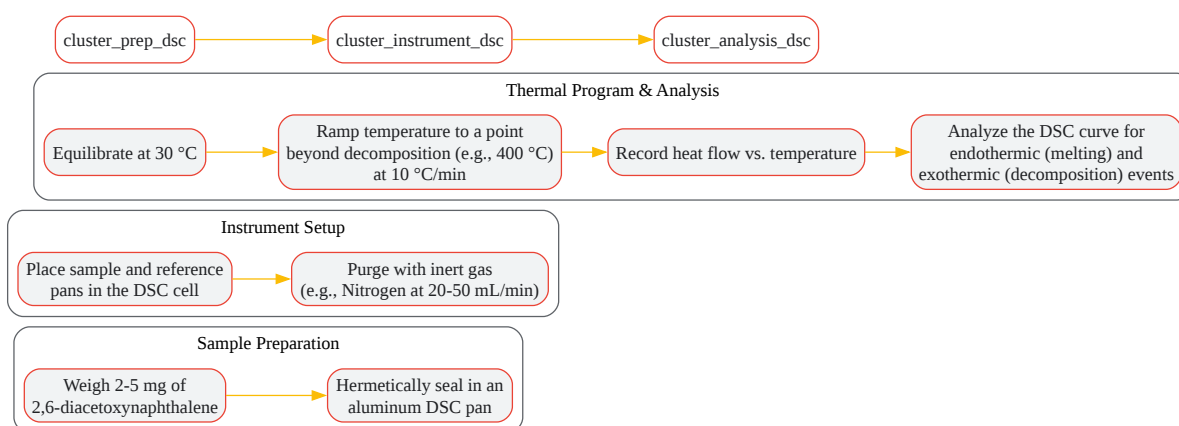 cluster_prep_dsc
cluster_instrument_dsc
cluster_analysis_dsc
Thermal Program & Analysis
Equilibrate at 30 °C
Ramp temperature to a point
beyond decomposition (e.g., 400 °C)
at 10 °C/min
Record heat flow vs. temperature
Analyze the DSC curve for
endothermic (melting) and
exothermic (decomposition) events
Instrument Setup
Place sample and reference
pans in the DSC cell
Purge with inert gas
(e.g., Nitrogen at 20-50 mL/min)
Sample Preparation
Weigh 2-5 mg of
2,6-diacetoxynaphthalene
Hermetically seal in an
aluminum DSC pan